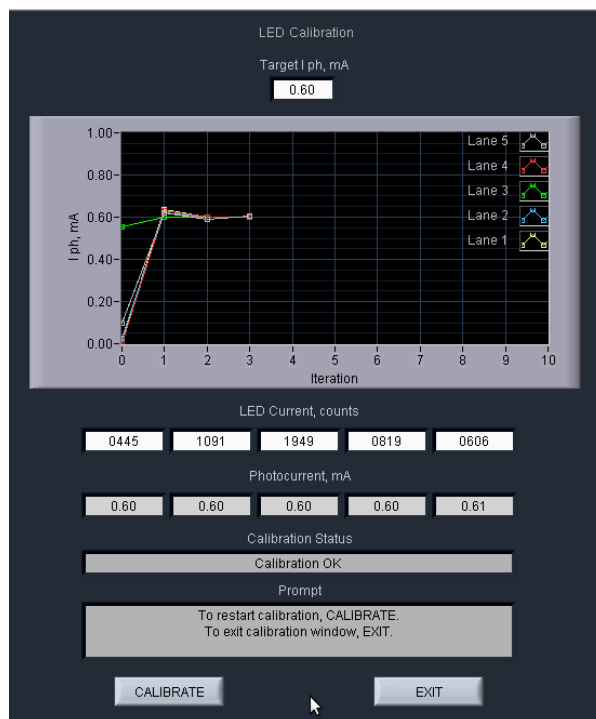 LED Calibration
Target I ph, mA
0.60
1.00
0.80
0.60
0.40
0.20
0.00
I ph, mA
0 1 2 3 4 5 6 7 8 9 10
Iteration
Lane 5
Lane 4
Lane 3
Lane 2
Lane 1
LED Current, counts
0445 1091 1949 0819 0606
Photocurrent, mA
0.60 0.60 0.60 0.60 0.61
Calibration Status
Calibration OK
Prompt
To restart calibration, CALIBRATE.
To exit calibration window, EXIT.
CALIBRATE EXIT